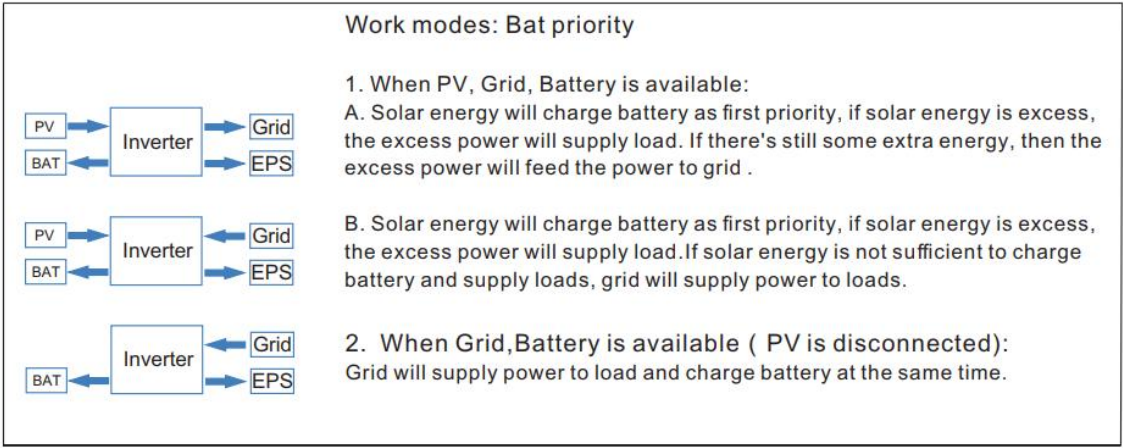 Work modes: Bat priority
1. When PV, Grid, Battery is available:
A. Solar energy will charge battery as first priority, if solar energy is excess,
the excess power will supply load. If there's still some extra energy, then the
excess power will feed the power to grid .
PV
Inverter
Grid
BAT
EPS
B. Solar energy will charge battery as first priority, if solar energy is excess,
the excess power will supply load.If solar energy is not sufficient to charge
battery and supply loads, grid will supply power to loads.
PV
Inverter
Grid
BAT
EPS
2. When Grid,Battery is available ( PV is disconnected):
Grid will supply power to load and charge battery at the same time.
Inverter
Grid
BAT
EPS